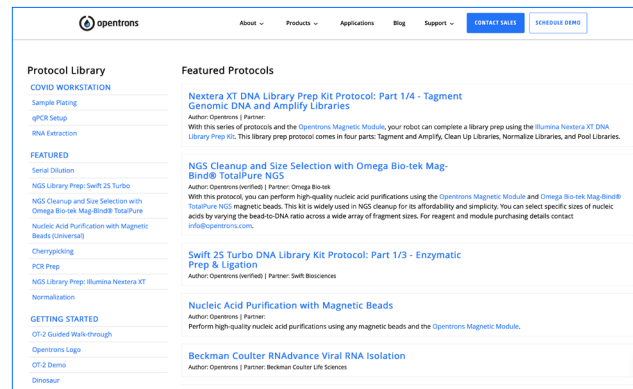 opentrons
About
Products
Applications
Blog
Support
CONTACT SALES
SCHEDULE DEMO
Protocol Library
COVID WORKSTATION
Sample Plating
qPCR Setup
RNA Extraction
FEATURED
Serial Dilution
NGS Library Prep: Swift 2S Turbo
NGS Cleanup and Size Selection with
Omega Bio-tek Mag-Bind® TotalPure
Nucleic Acid Purification with Magnetic
Beads (Universal)
Cherrypicking
PCR Prep
NGS Library Prep: Illumina Nextera XT
Normalization
GETTING STARTED
OT-2 Guided Walk-through
Opentrons Logo
OT-2 Demo
Dinosaur
Featured Protocols
Nextera XT DNA Library Prep Kit Protocol: Part 1/4 - Tagment
Genomic DNA and Amplify Libraries
Author: Opentrons | Partner:
With this series of protocols and the Opentrons Magnetic Module, your robot can complete a library prep using the Illumina Nextera XT DNA
Library Prep Kit. This library prep protocol comes in four parts: Tagment and Amplify, Clean Up Libraries, Normalize Libraries, and Pool Libraries.
NGS Cleanup and Size Selection with Omega Bio-tek Mag-
Bind® TotalPure NGS
Author: Opentrons (verified) | Partner: Omega Bio-tek
With this protocol, you can perform high-quality nucleic acid purifications using the Opentrons Magnetic Module and Omega Bio-tek Mag-Bind®
TotalPure NGS magnetic beads. This kit is widely used in NGS cleanup for its affordability and simplicity. You can select specific sizes of nucleic
acids by varying the bead-to-DNA ratio across a wide array of fragment sizes. For reagent and module purchasing details contact
info@opentrons.com.
Swift 2S Turbo DNA Library Kit Protocol: Part 1/3 - Enzymatic
Prep & Ligation
Author: Opentrons (verified) | Partner: Swift Biosciences
Nucleic Acid Purification with Magnetic Beads
Author: Opentrons | Partner:
Perform high-quality nucleic acid purifications using any magnetic beads and the Opentrons Magnetic Module.
Beckman Coulter RNAdvance Viral RNA Isolation
Author: Opentrons | Partner: Beckman Coulter Life Sciences